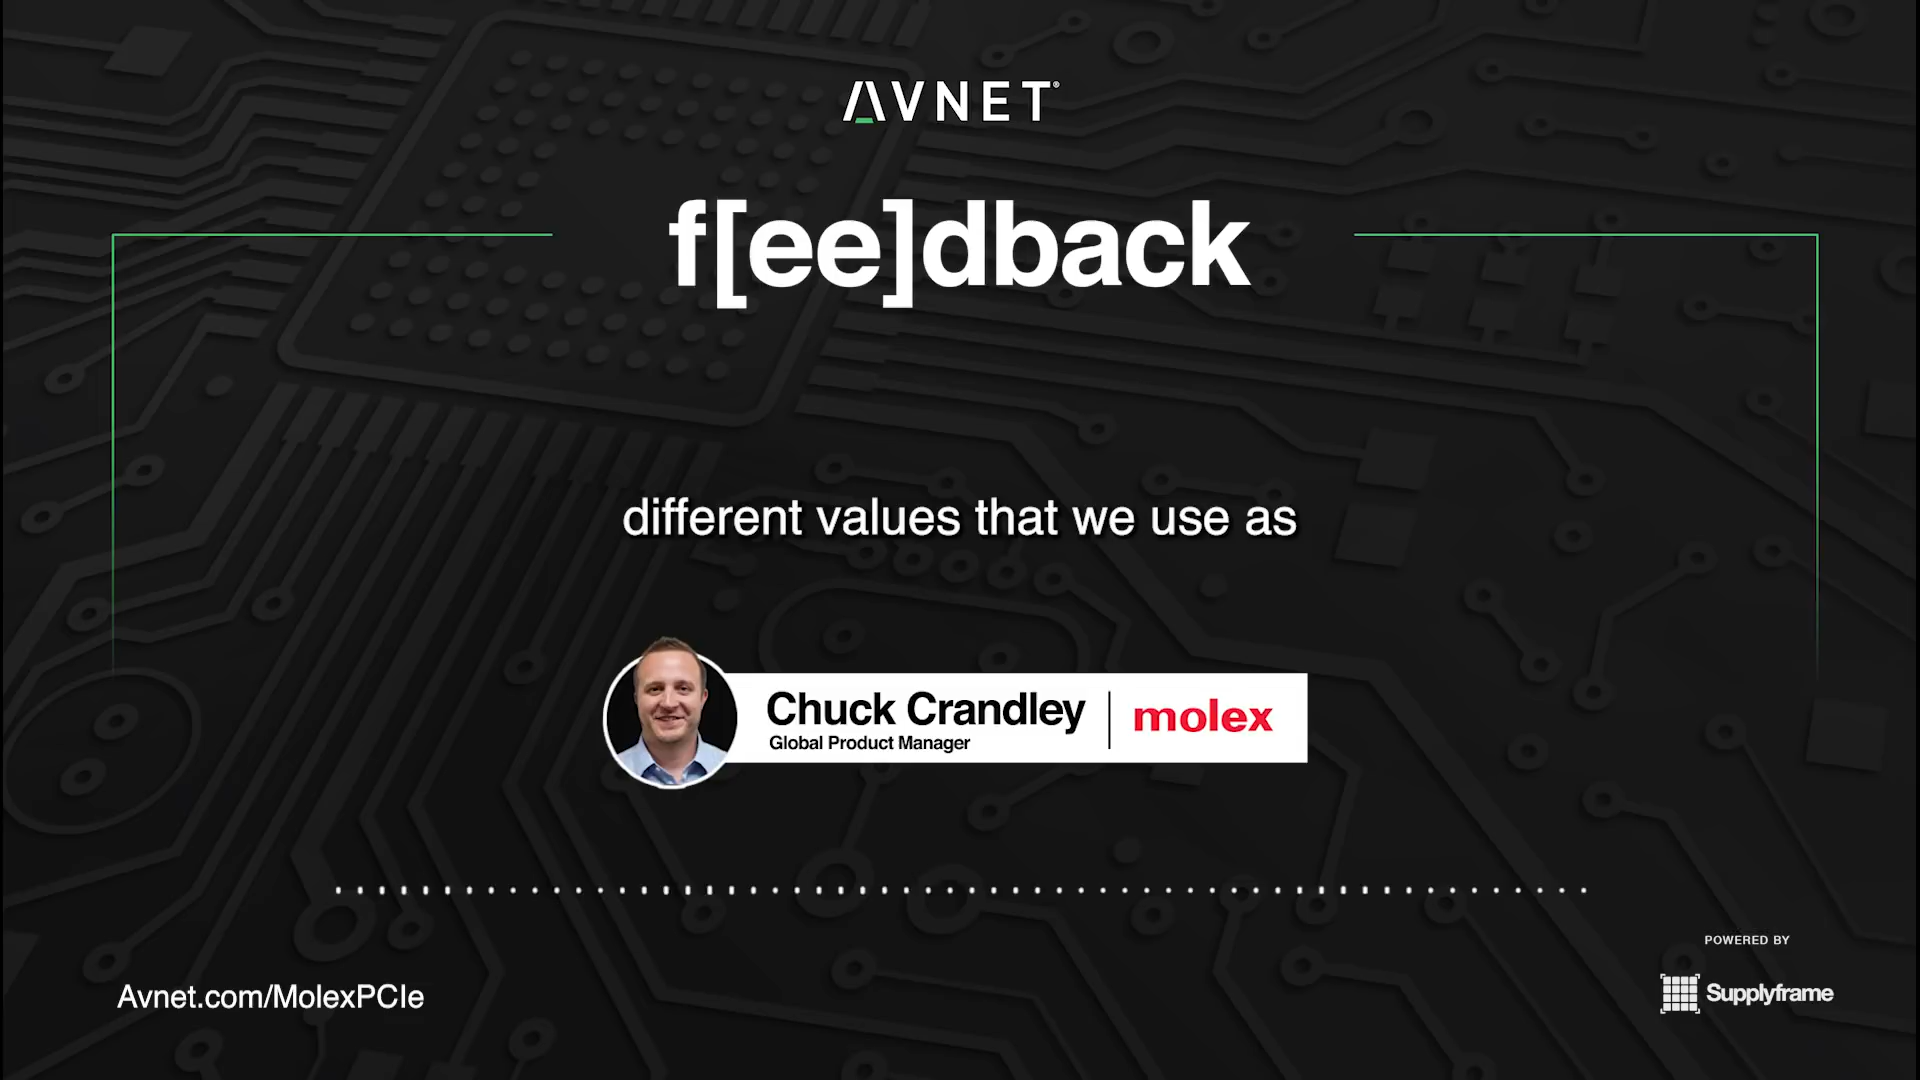 AVNET®
f[ee]dback
different values that we use as
Chuck Crandley
Global Product Manager
molex
POWERED BY
Supplyframe
Avnet.com/MolexPCIe